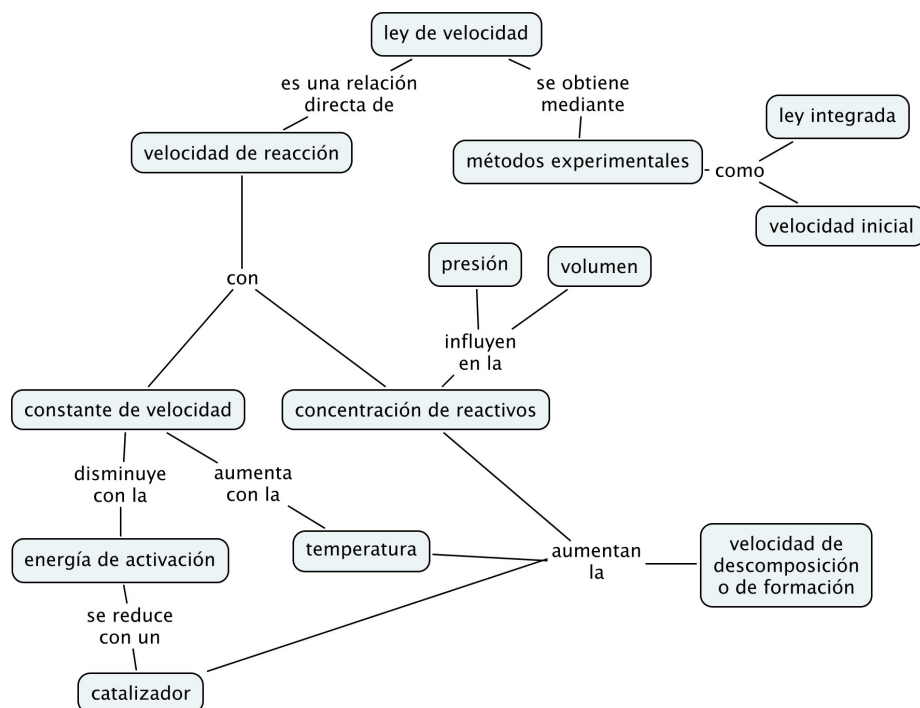 ley de velocidad
es una relación
directa de
se obtiene
mediante
ley integrada
velocidad de reacción
métodos experimentales
como
velocidad inicial
presión
volumen
con
influyen
en la
constante de velocidad
concentración de reactivos
disminuye
con la
aumenta
con la
energía de activación
temperatura
aumentan
la
velocidad de
descomposición
o de formación
se reduce
con un
catalizador